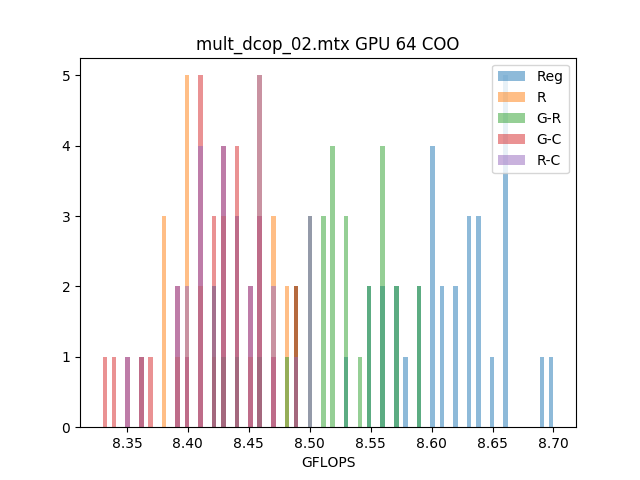 mult_dcop_02.mtx GPU 64 COO
5
4
3
2
1
0
Reg
R
G-R
G-C
R-C
8.35 8.40 8.45 8.50 8.55 8.60 8.65 8.70
GFLOPS